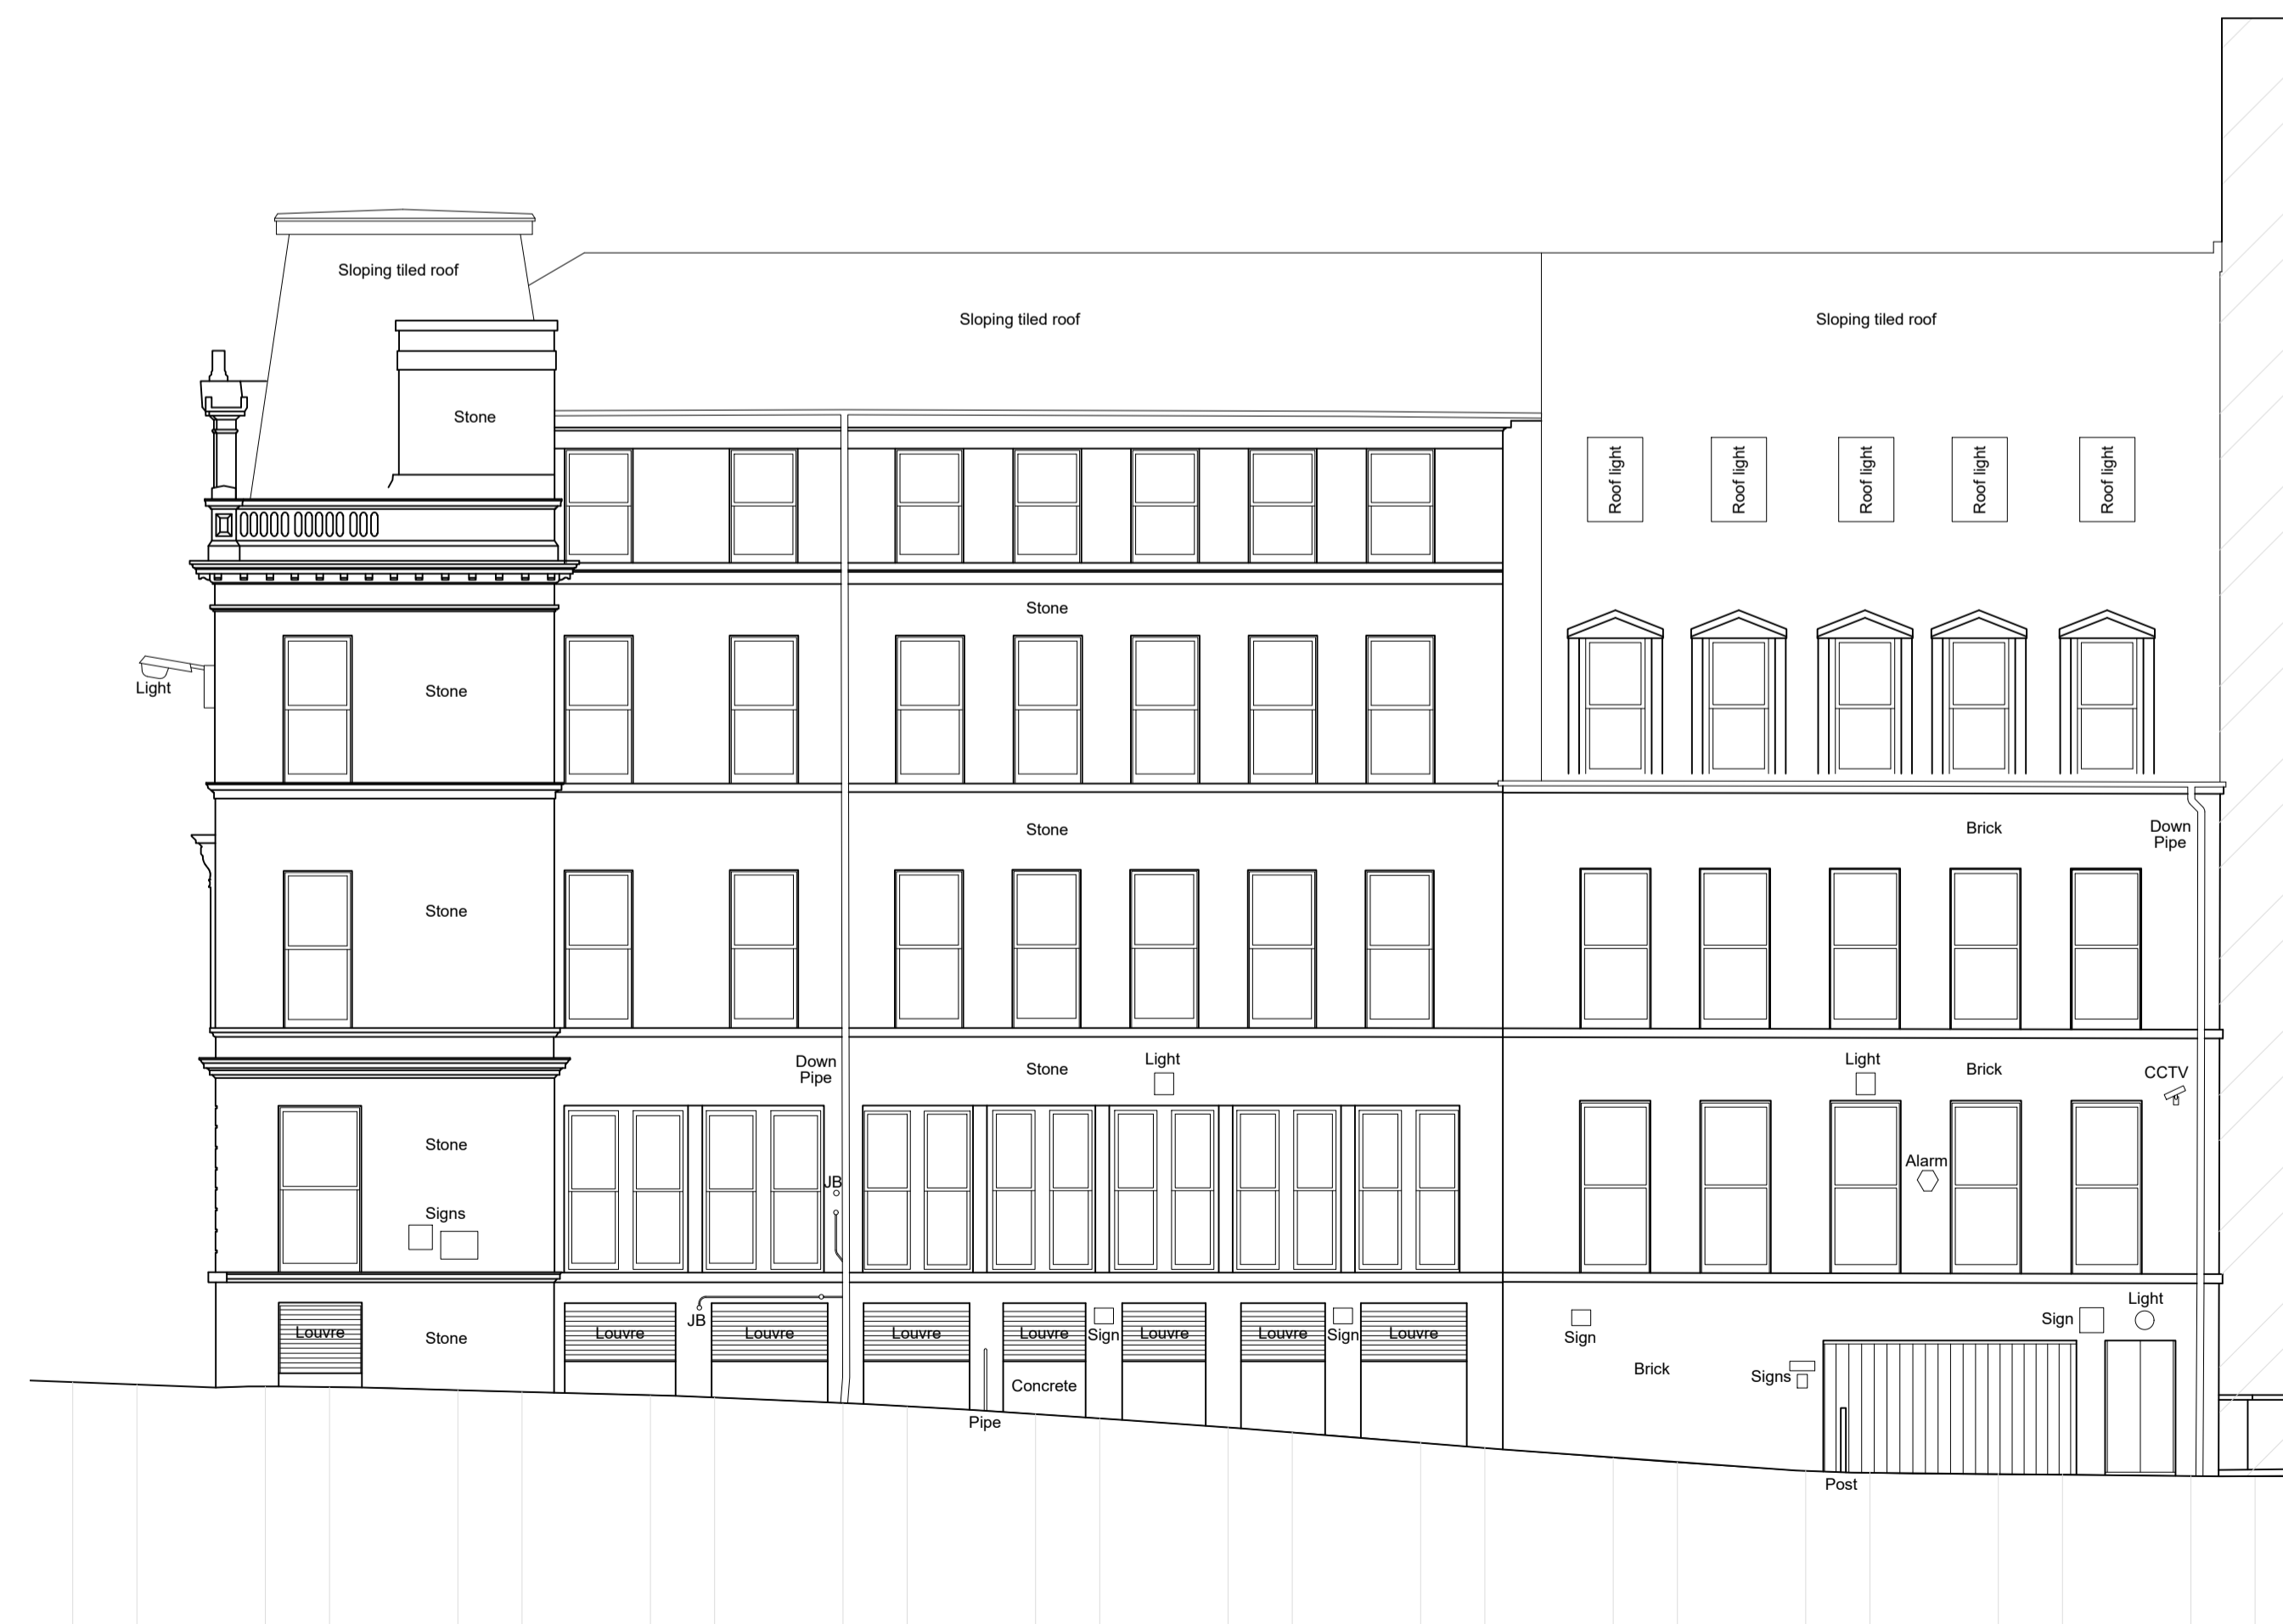 Sloping tiled roof
Sloping tiled roof
Sloping tiled roof
Stone
Roof light
Roof light
Roof light
Roof light
Roof light
Stone
Light
Stone
Stone
Brick
Down
Pipe
Stone
Down
Pipe
Stone
Light
Light
Brick
CCTV
Stone
Alarm
JB
Signs
Light
Sign
JB
Louvre
Stone
Louvre
Louvre
Louvre
Louvre
Sign
Louvre
Louvre
Sign
Louvre
Sign
Brick
Signs
Concrete
Pipe
Post